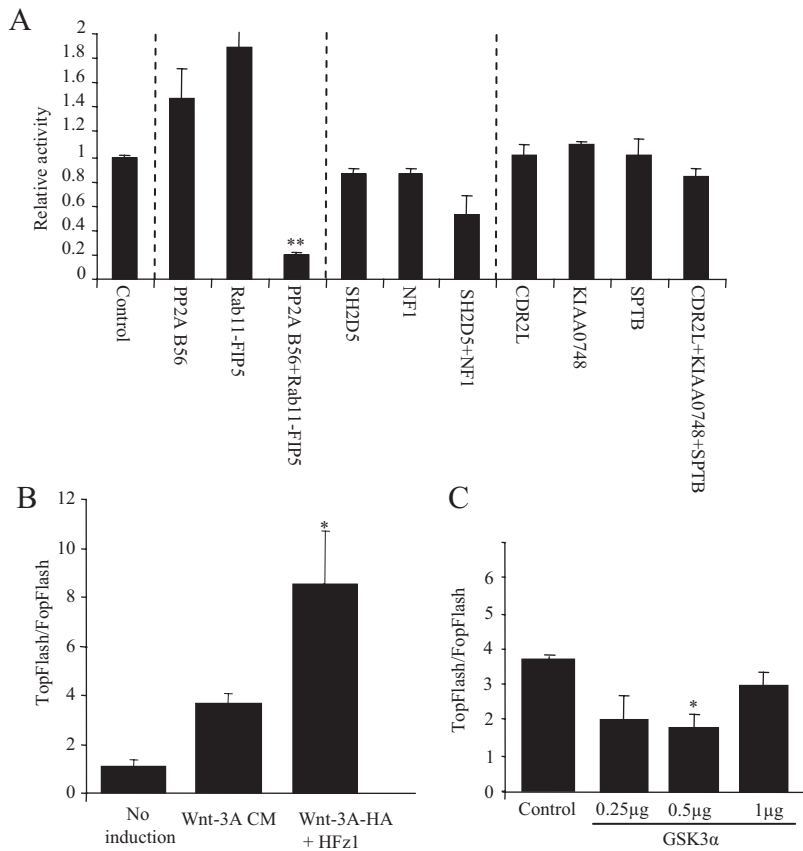 A
Relative activity
2
1.8
1.6
1.4
1.2
1
0.8
0.6
0.4
0.2
0
**
Control
PP2A B56
Rab11-FIP5
PP2A B56+Rab11-FIP5
SH2D5
NF1
SH2D5+NF1
CDR2L
KIAA0748
SPTB
CDR2L+KIAA0748+SPTB
B
TopFlash/FopFlash
12
10
8
6
4
2
0
*
No
induction
Wnt-3A CM
Wnt-3A-HA
+ HFz1
C
TopFlash/FopFlash
6
5
4
3
2
1
0
*
Control
0.25µg
0.5µg
1µg
GSK3α